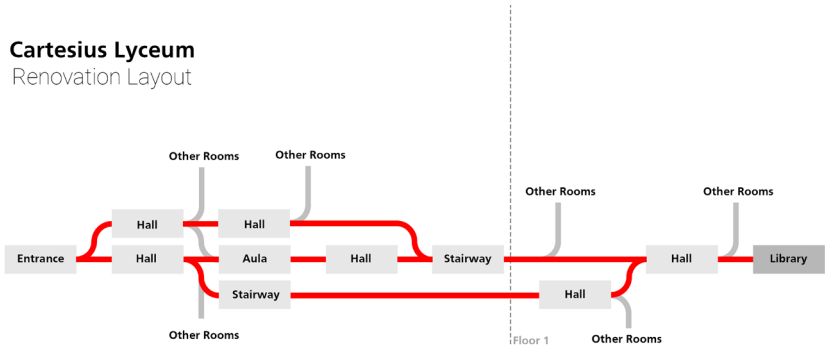 Cartesius Lyceum
Renovation Layout
Other Rooms
Other Rooms
Other Rooms
Other Rooms
Hall
Hall
Entrance
Hall
Aula
Hall
Stairway
Hall
Library
Stairway
Hall
Other Rooms
Floor 1
Other Rooms